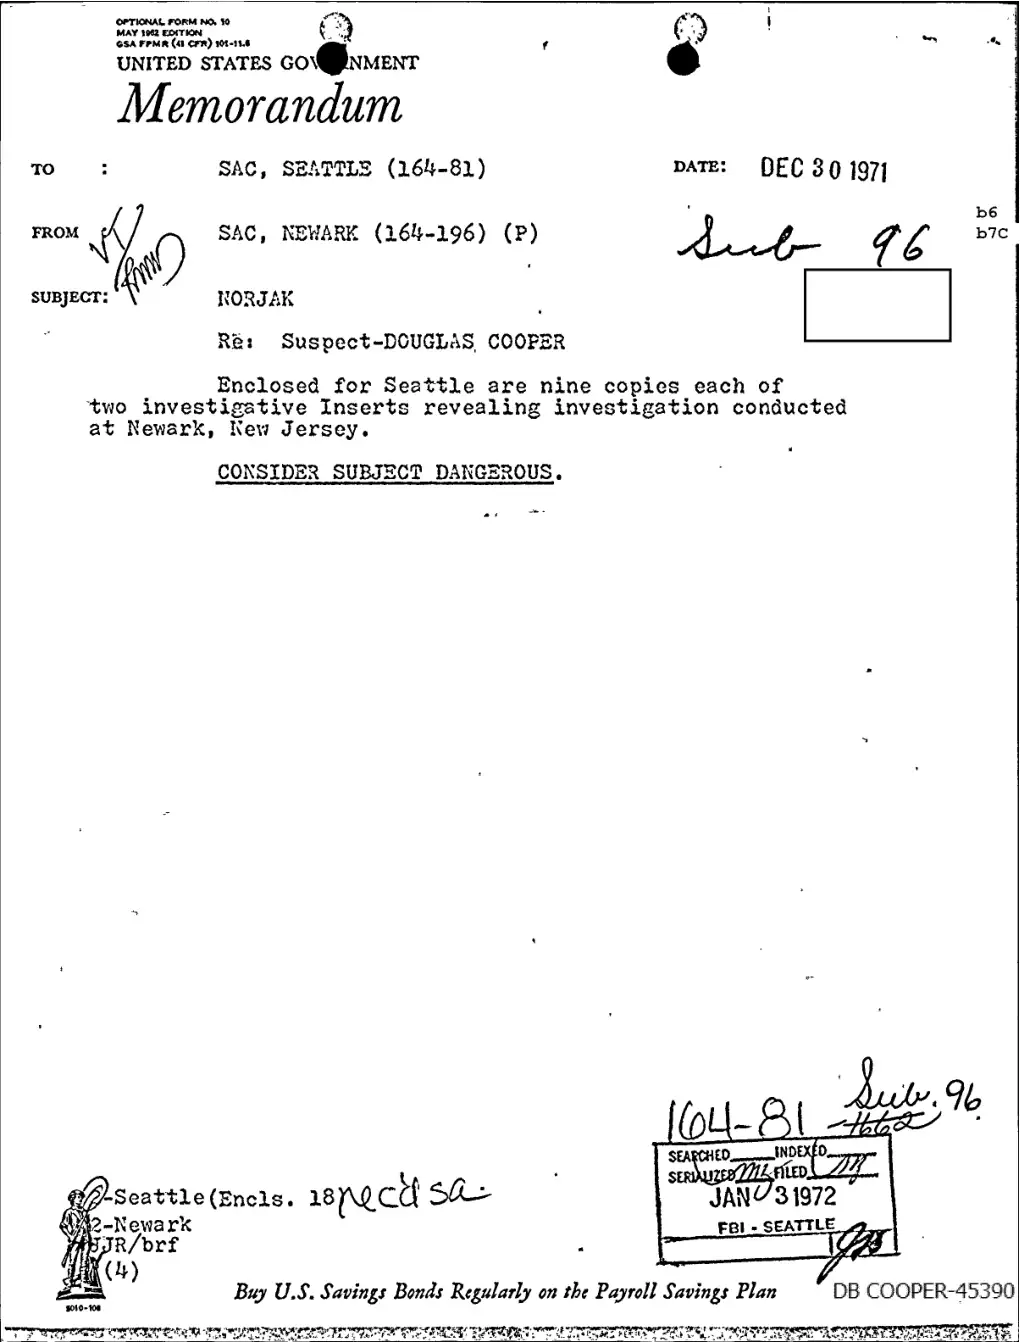 OPTIONAL FORM NO. 10
MAY 1962 EDITION
GSA FPMR (41 CFR) 101-11.6
UNITED STATES GOV NMENT
Memorandum
TO : SAC, SEATTLE (164-81) DATE: DEC 30 1971
FROM SAC, NEWARK (164-196) (P)
Sub 96
b6
b7C
SUBJECT: NORJAK
Re: Suspect-DOUGLAS COOPER
Enclosed for Seattle are nine copies each of
two investigative Inserts revealing investigation conducted
at Newark, New Jersey.
CONSIDER SUBJECT DANGEROUS.
164-81 Sub. 96
-1662
SEARCHED INDEXED
SERIALIZED FILED
JAN 3 1972
FBI - SEATTLE
-Seattle(Encls. 18 rec'd sa.
2-Newark
JJR/brf
(4)
5010-108
Buy U.S. Savings Bonds Regularly on the Payroll Savings Plan
DB COOPER-45390